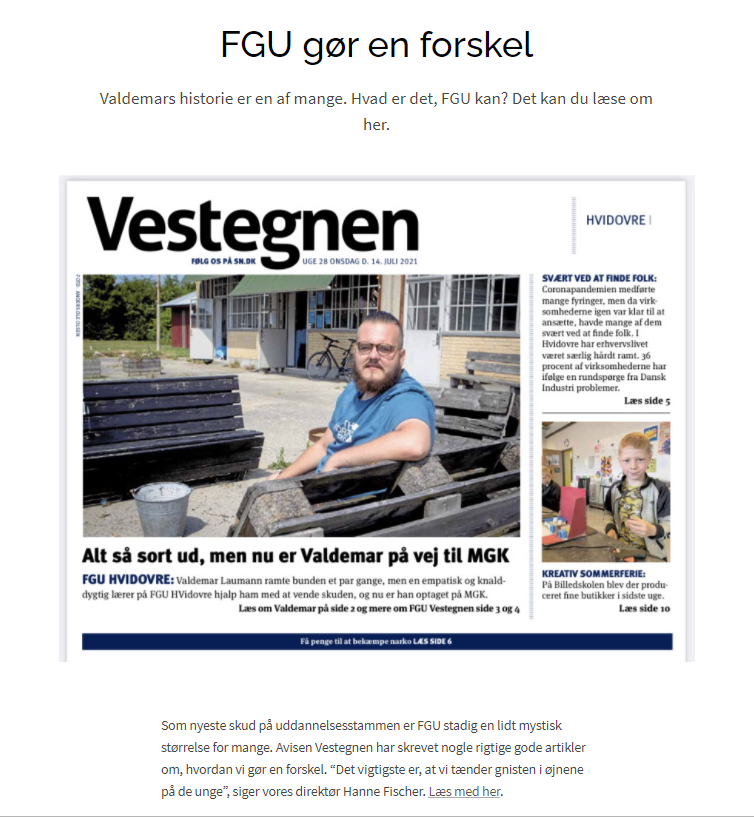 FGU gør en forskel
Valdemars historie er en af mange. Hvad er det, FGU kan? Det kan du læse om
her.
Vestegnen
FØLG OS PÅ SN.DK
UGE 28 ONSDAG D. 14. JULI 2021
HVIDOVRE
FOTO: ANDERS OLE OLSEN
SVÆRT VED AT FINDE FOLK:
Coronapandemien medførte
mange fyringer, men da virk-
somhederne igen var klar til at
ansætte, havde mange af dem
svært ved at finde folk. I
Hvidovre har erhvervslivet
været særlig hårdt ramt. 36
procent af virksomhederne har
ifølge en rundspørge fra Dansk
Industri problemer.
Læs side 5
Alt så sort ud, men nu er Valdemar på vej til MGK
FGU HVIDOVRE: Valdemar Laumann ramte bunden et par gange, men en empatisk og knald-
dygtig lærer på FGU HVidovre hjalp ham med at vende skuden, og nu er han optaget på MGK.
Læs om Valdemar på side 2 og mere om FGU Vestegnen side 3 og 4
KREATIV SOMMERFERIE:
På Billedskolen blev der produ-
ceret fine butikker i sidste uge.
Læs side 10
Få penge til at bekæmpe narko LÆS SIDE 6
Som nyeste skud på uddannelsesstammen er FGU stadig en lidt mystisk
størrelse for mange. Avisen Vestegnen har skrevet nogle rigtige gode artikler
om, hvordan vi gør en forskel. "Det vigtigste er, at vi tænder gnisten i øjnene
på de unge", siger vores direktør Hanne Fischer. Læs med her.